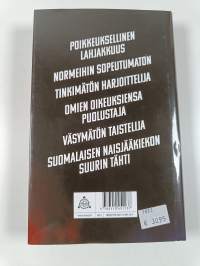 POIKKEUKSELLINEN
LAHJAKKUUS
NORMEIHIN SOPEUTUMATON
TINKIMÄTÖN HARJOITTELIJA
OMIEN OIKEUKSIENSA
PUOLUSTAJA
VÄSYMÄTÖN TAISTELIJA
SUOMALAISEN NAISJÄÄKIEKON
SUURIN TÄHTI